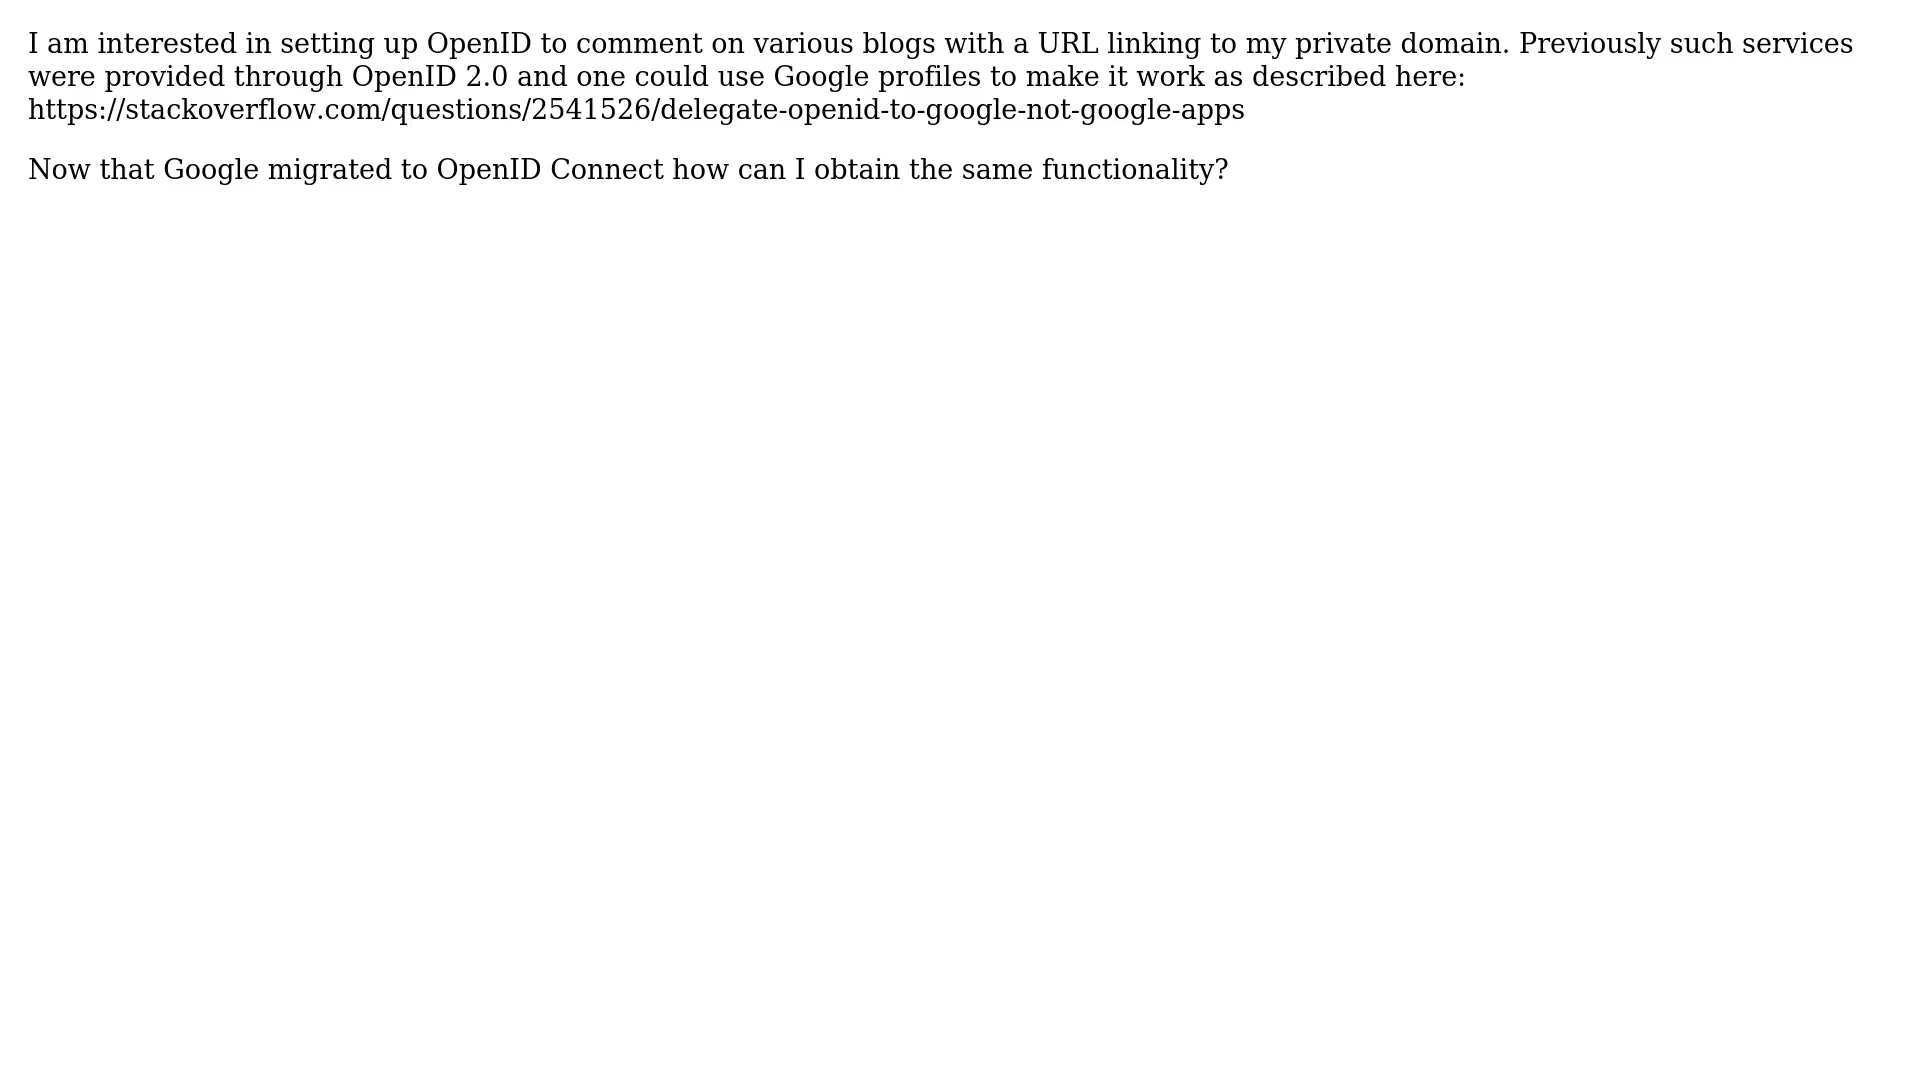 I am interested in setting up OpenID to comment on various blogs with a URL linking to my private domain. Previously such services
were provided through OpenID 2.0 and one could use Google profiles to make it work as described here:
https://stackoverflow.com/questions/2541526/delegate-openid-to-google-not-google-apps
Now that Google migrated to OpenID Connect how can I obtain the same functionality?